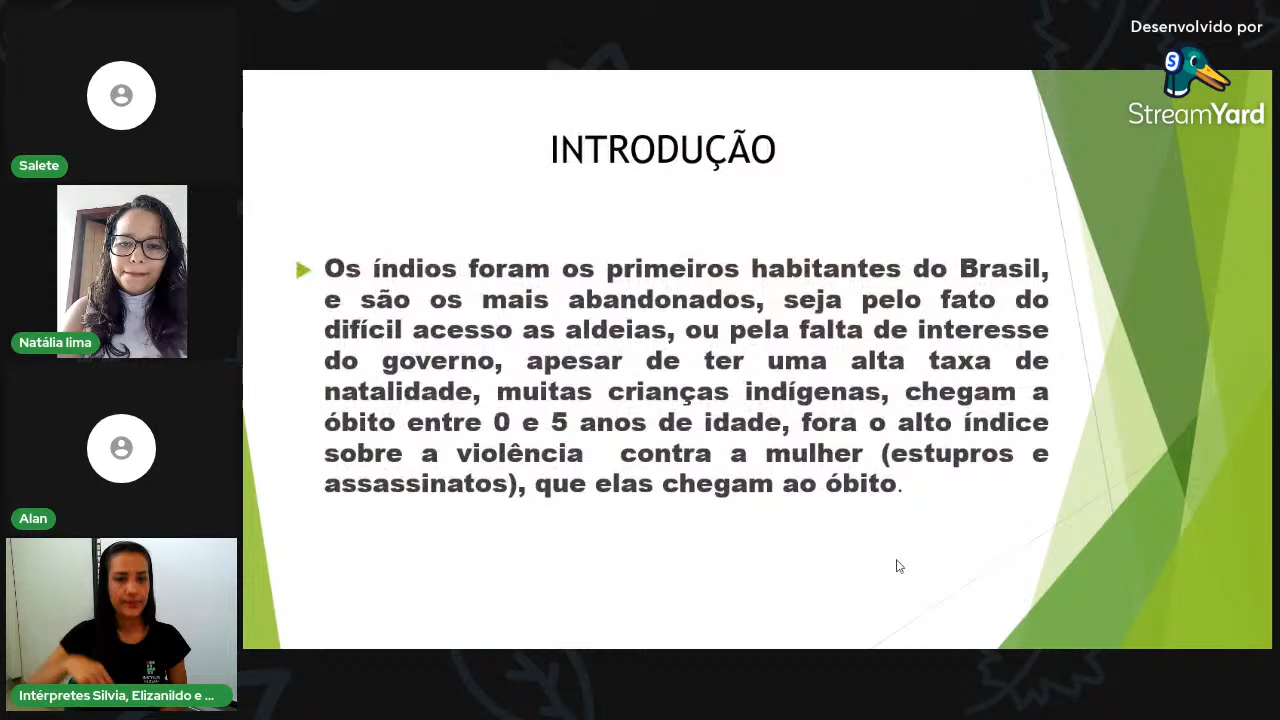 Desenvolvido por
StreamYard
Salete
Natália lima
Alan
Intérpretes Silvia, Elizanildo e ...
INTRODUÇÃO
Os índios foram os primeiros habitantes do Brasil,
e são os mais abandonados, seja pelo fato do
difícil acesso as aldeias, ou pela falta de interesse
do governo, apesar de ter uma alta taxa de
natalidade, muitas crianças indígenas, chegam a
óbito entre 0 e 5 anos de idade, fora o alto índice
sobre a violência contra a mulher (estupros e
assassinatos), que elas chegam ao óbito.